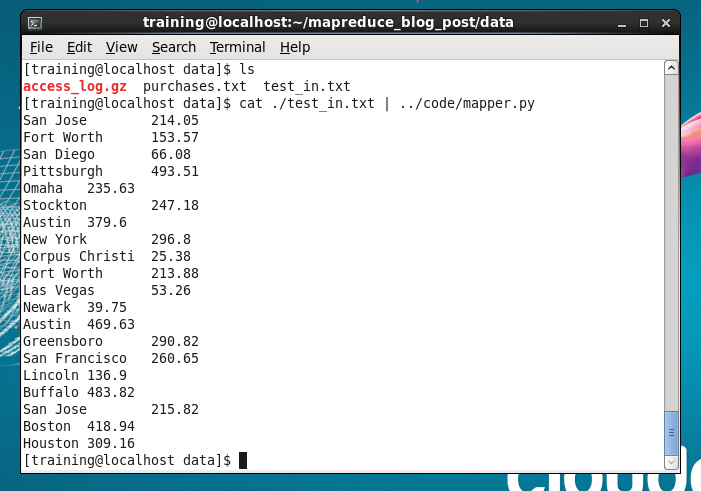 training@localhost:~/mapreduce_blog_post/data
File Edit View Search Terminal Help
[training@localhost data]$ ls
access_log.gz purchases.txt test_in.txt
[training@localhost data]$ cat ./test_in.txt | ../code/mapper.py
San Jose 214.05
Fort Worth 153.57
San Diego 66.08
Pittsburgh 493.51
Omaha 235.63
Stockton 247.18
Austin 379.6
New York 296.8
Corpus Christi 25.38
Fort Worth 213.88
Las Vegas 53.26
Newark 39.75
Austin 469.63
Greensboro 290.82
San Francisco 260.65
Lincoln 136.9
Buffalo 483.82
San Jose 215.82
Boston 418.94
Houston 309.16
[training@localhost data]$